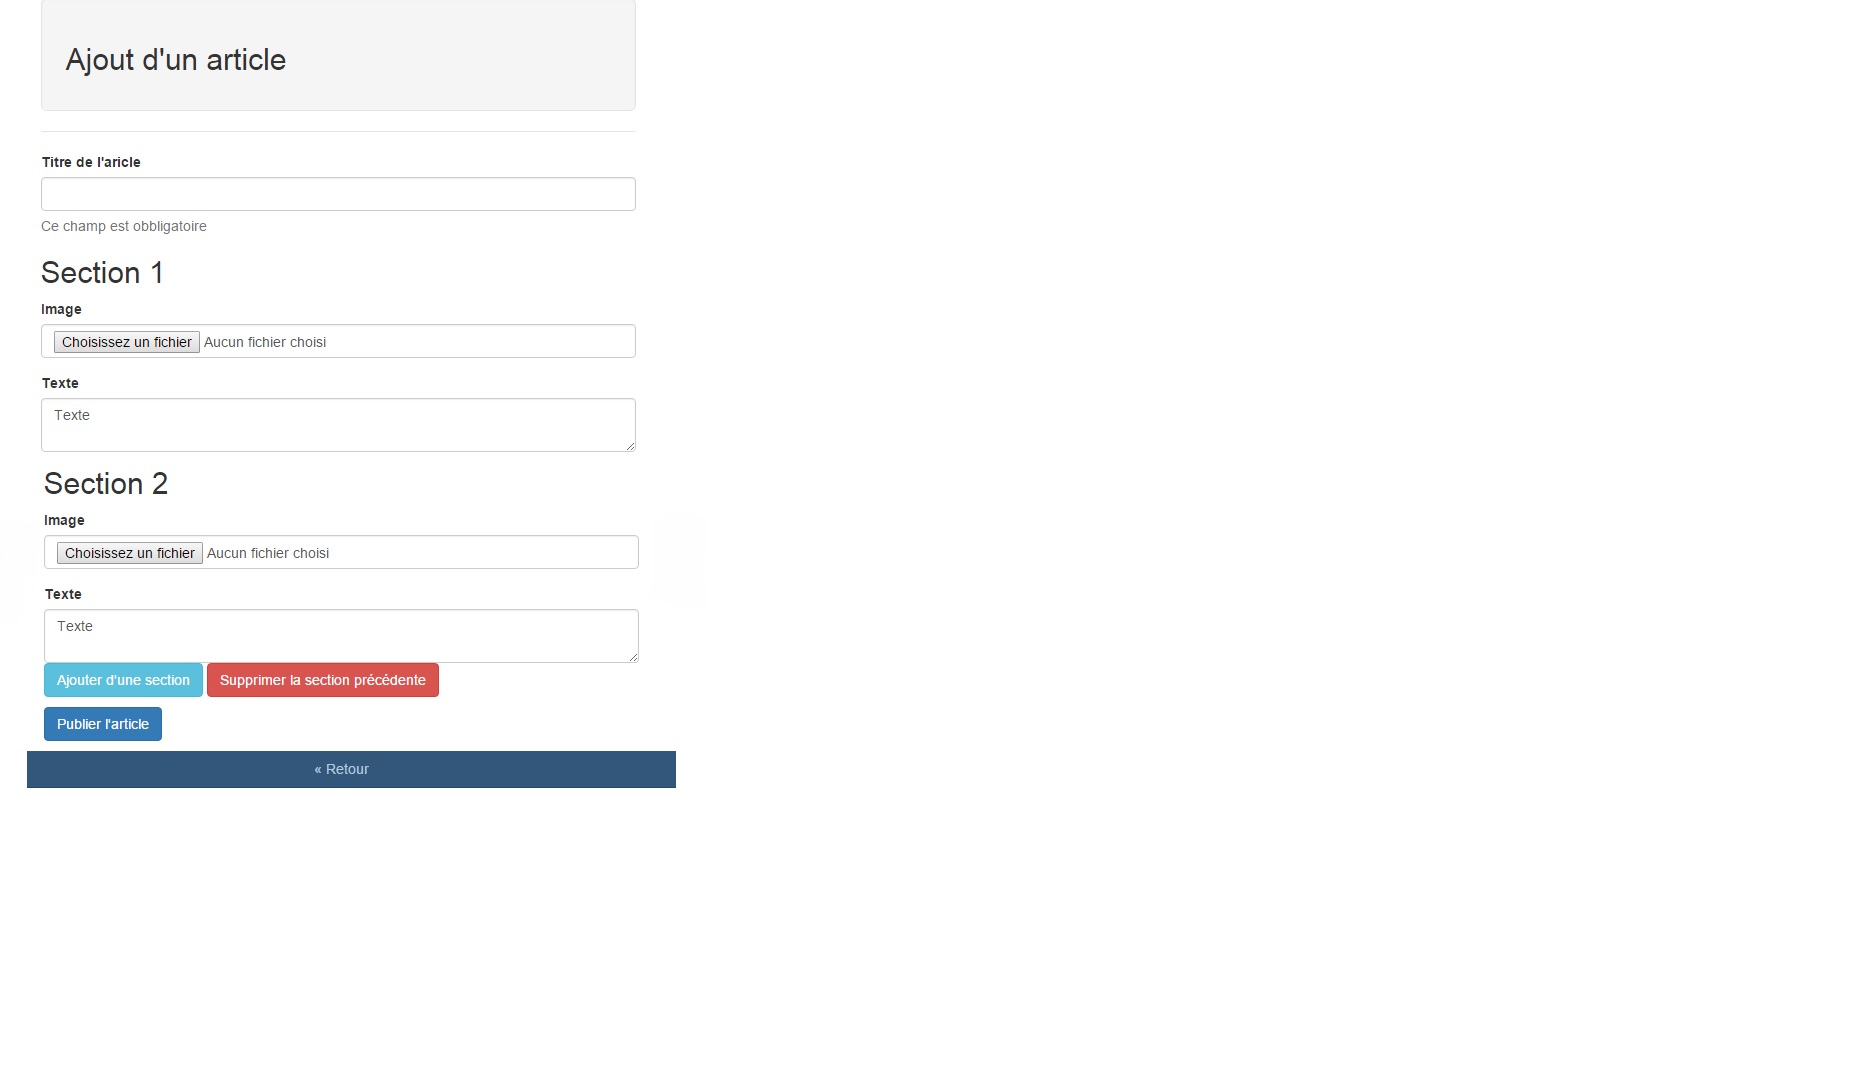 Ajout d'un article
Titre de l'aricle
Ce champ est obbligatoire
Section 1
Image
Choisissez un fichier Aucun fichier choisi
Texte
Texte
Section 2
Image
Choisissez un fichier Aucun fichier choisi
Texte
Texte
Ajouter d'une section Supprimer la section précédente
Publier l'article
« Retour